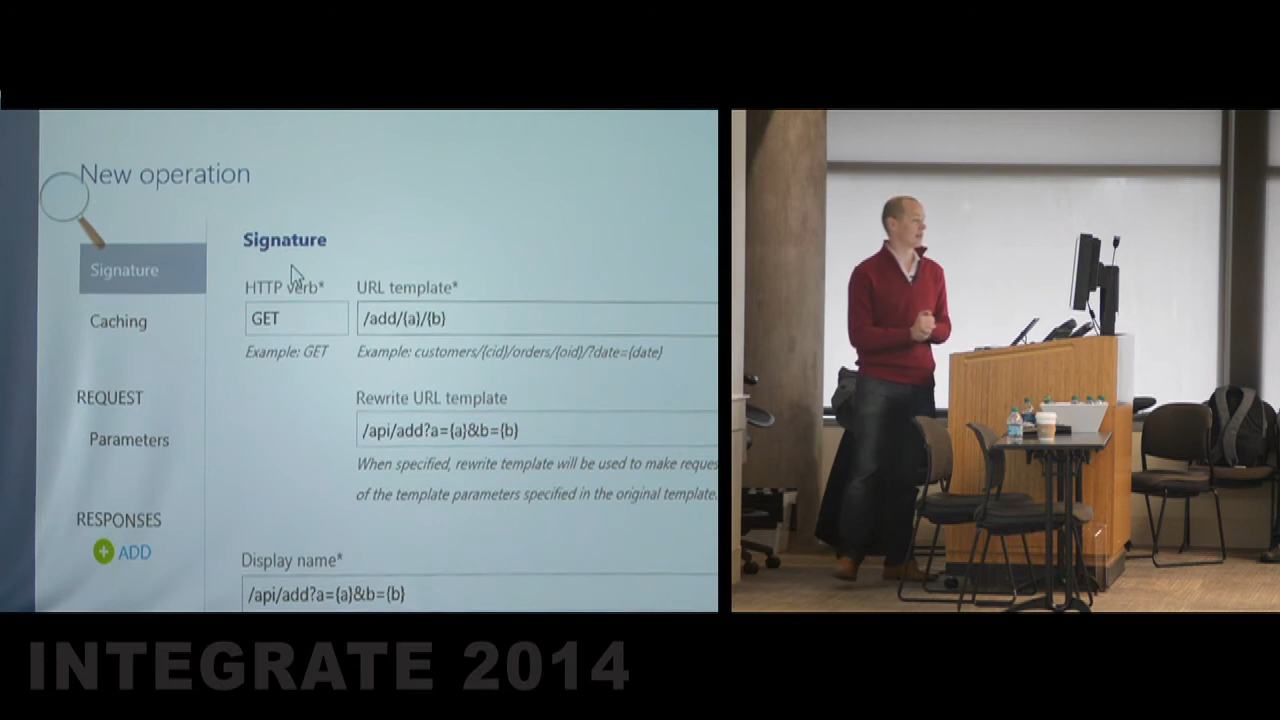 New operation
Signature
Signature
HTTP verb*
URL template*
GET
/add/{a}/{b}
Example: GET
Example: customers/{cid}/orders/{oid}/?date={date}
Caching
REQUEST
Rewrite URL template
/api/add?a={a}&b={b}
Parameters
When specified, rewrite template will be used to make reque
of the template parameters specified in the original template.
RESPONSES
ADD
Display name*
/api/add?a={a}&b={b}
INTEGRATE 2014